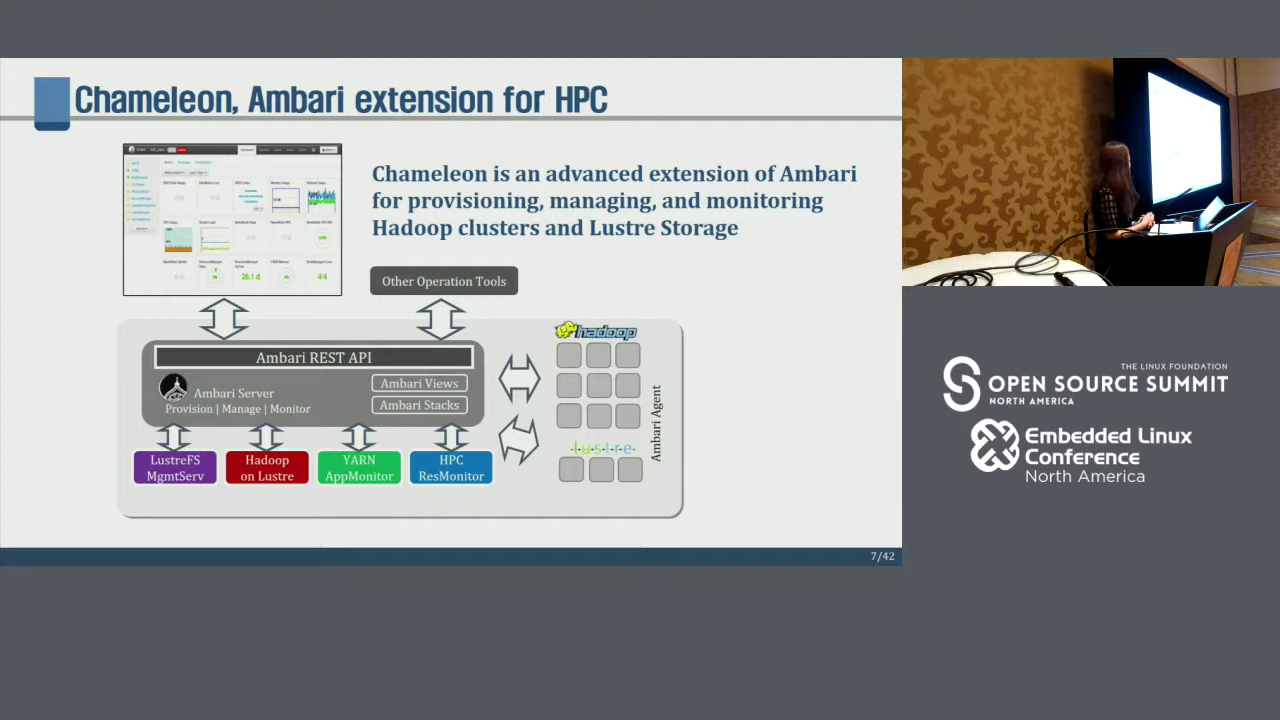 Chameleon, Ambari extension for HPC
Chameleon is an advanced extension of Ambari
for provisioning, managing, and monitoring
Hadoop clusters and Lustre Storage
Other Operation Tools
Ambari REST API
Ambari Server
Provision | Manage | Monitor
Ambari Views
Ambari Stacks
LustreFS
MgmtServ
Hadoop
on Lustre
YARN
AppMonitor
HPC
ResMonitor
hadoop
lustre
Ambari Agent
7/42
THE LINUX FOUNDATION
OPEN SOURCE SUMMIT
NORTH AMERICA
Embedded Linux
Conference
North America